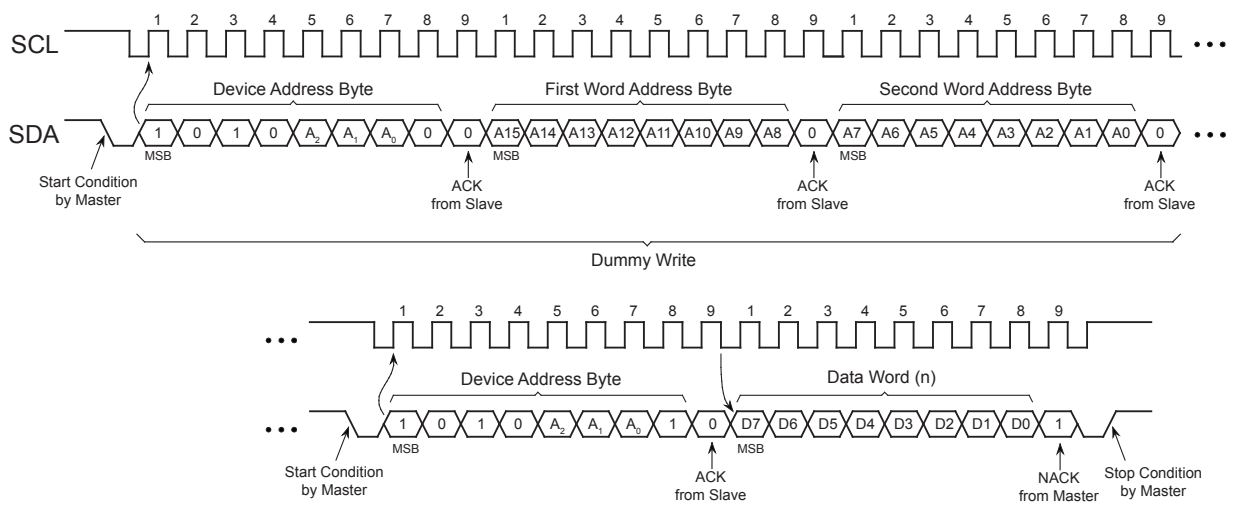 1 2 3 4 5 6 7 8 9 1 2 3 4 5 6 7 8 9 1 2 3 4 5 6 7 8 9
SCL
Device Address Byte First Word Address Byte Second Word Address Byte
SDA 1 0 1 0 A₂ A₁ A₀ 0 0 A15 A14 A13 A12 A11 A10 A9 A8 0 A7 A6 A5 A4 A3 A2 A1 A0 0
MSB MSB MSB
Start Condition
by Master
ACK
from Slave
ACK
from Slave
ACK
from Slave
Dummy Write
1 2 3 4 5 6 7 8 9 1 2 3 4 5 6 7 8 9
Device Address Byte Data Word (n)
1 0 1 0 A₂ A₁ A₀ 1 0 D7 D6 D5 D4 D3 D2 D1 D0 1
MSB MSB
Start Condition
by Master
ACK
from Slave
NACK
from Master
Stop Condition
by Master